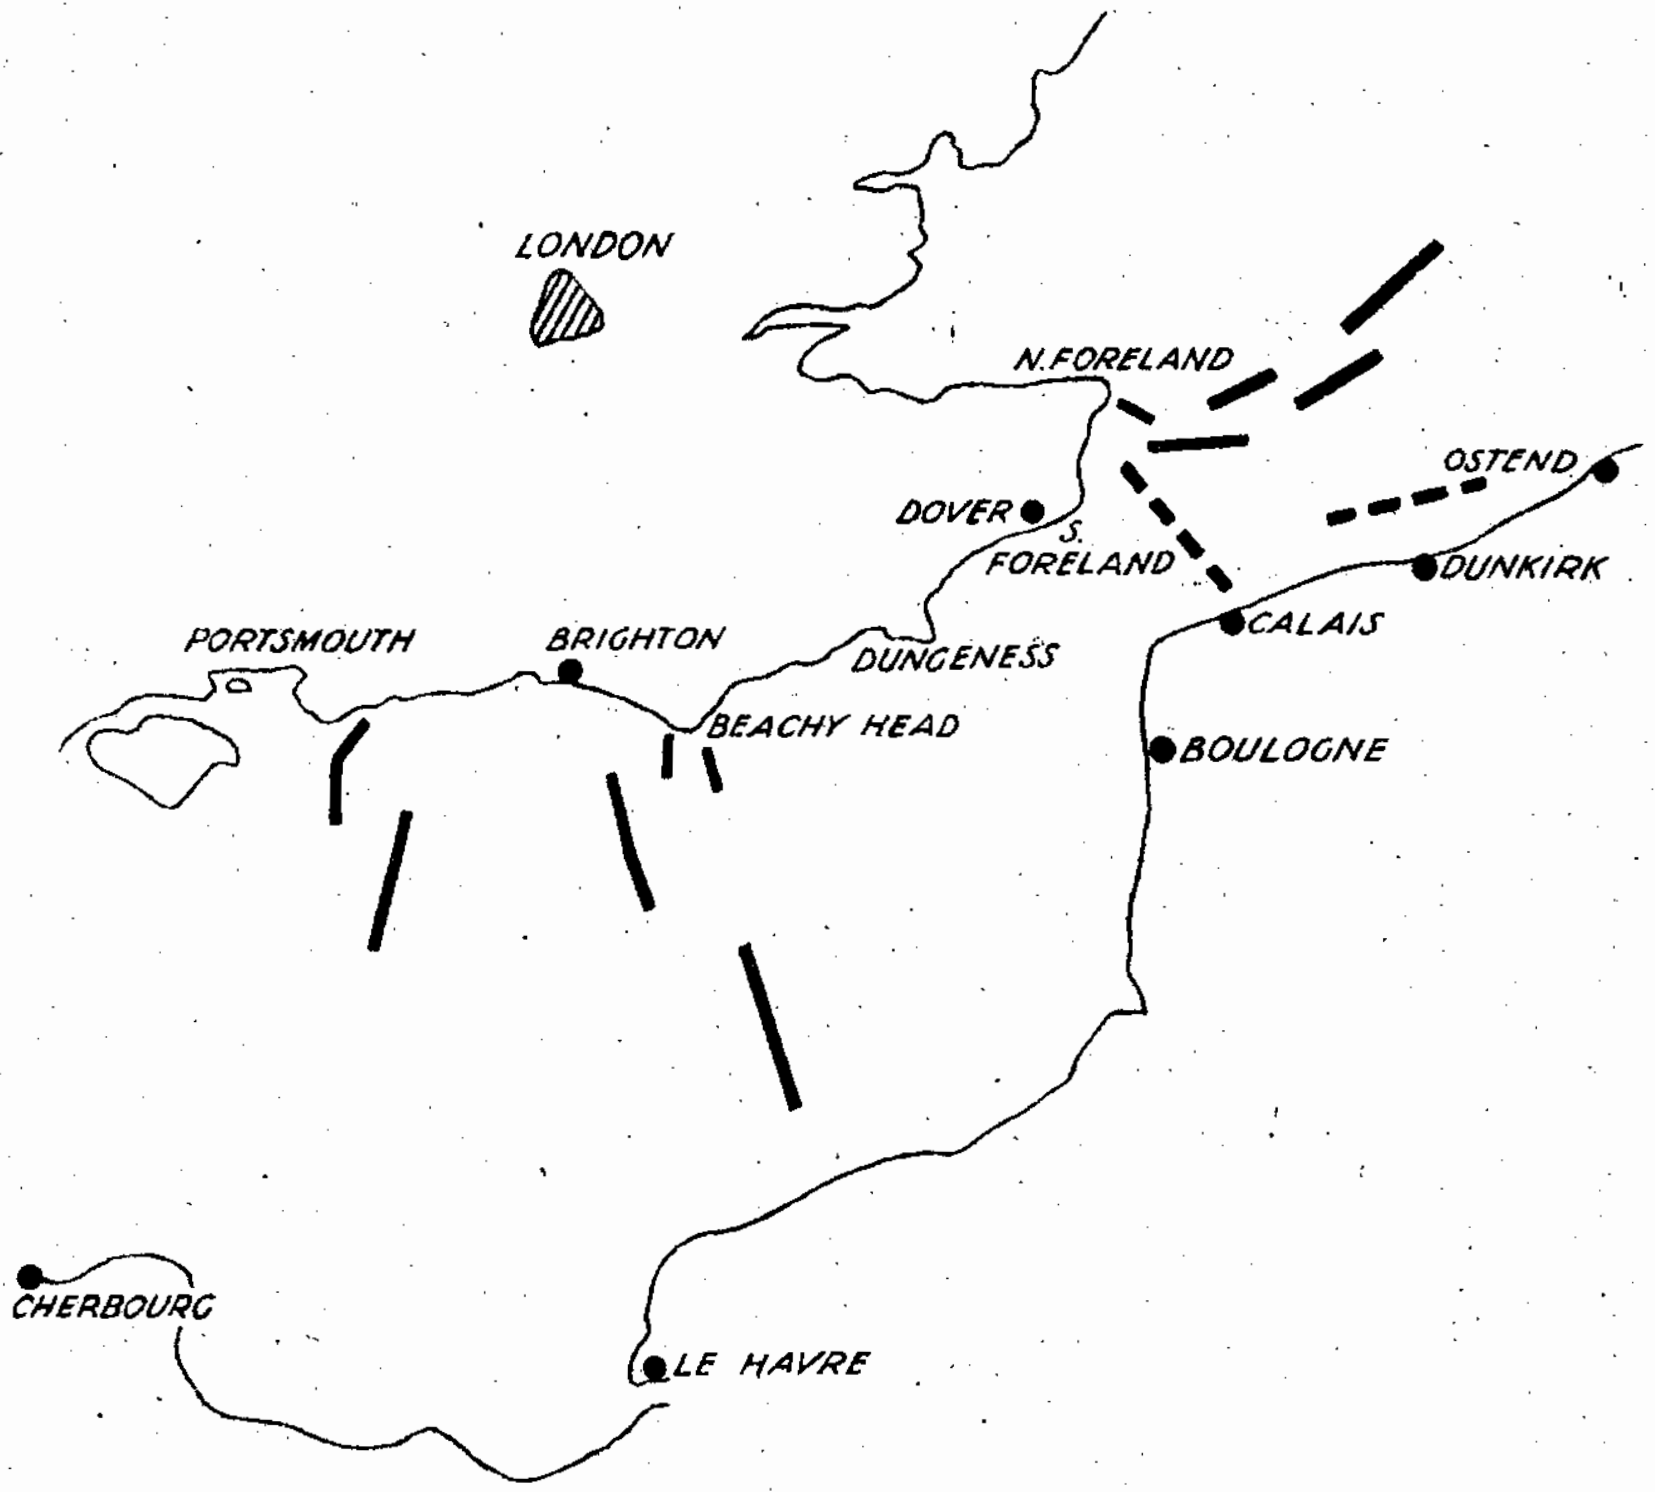 LONDON
N.FORELAND
OSTEND
DOVER
S.
FORELAND
DUNKIRK
CALAIS
PORTSMOUTH
BRIGHTON
DUNGENESS
BEACHY HEAD
BOULOGNE
CHERBOURG
LE HAVRE